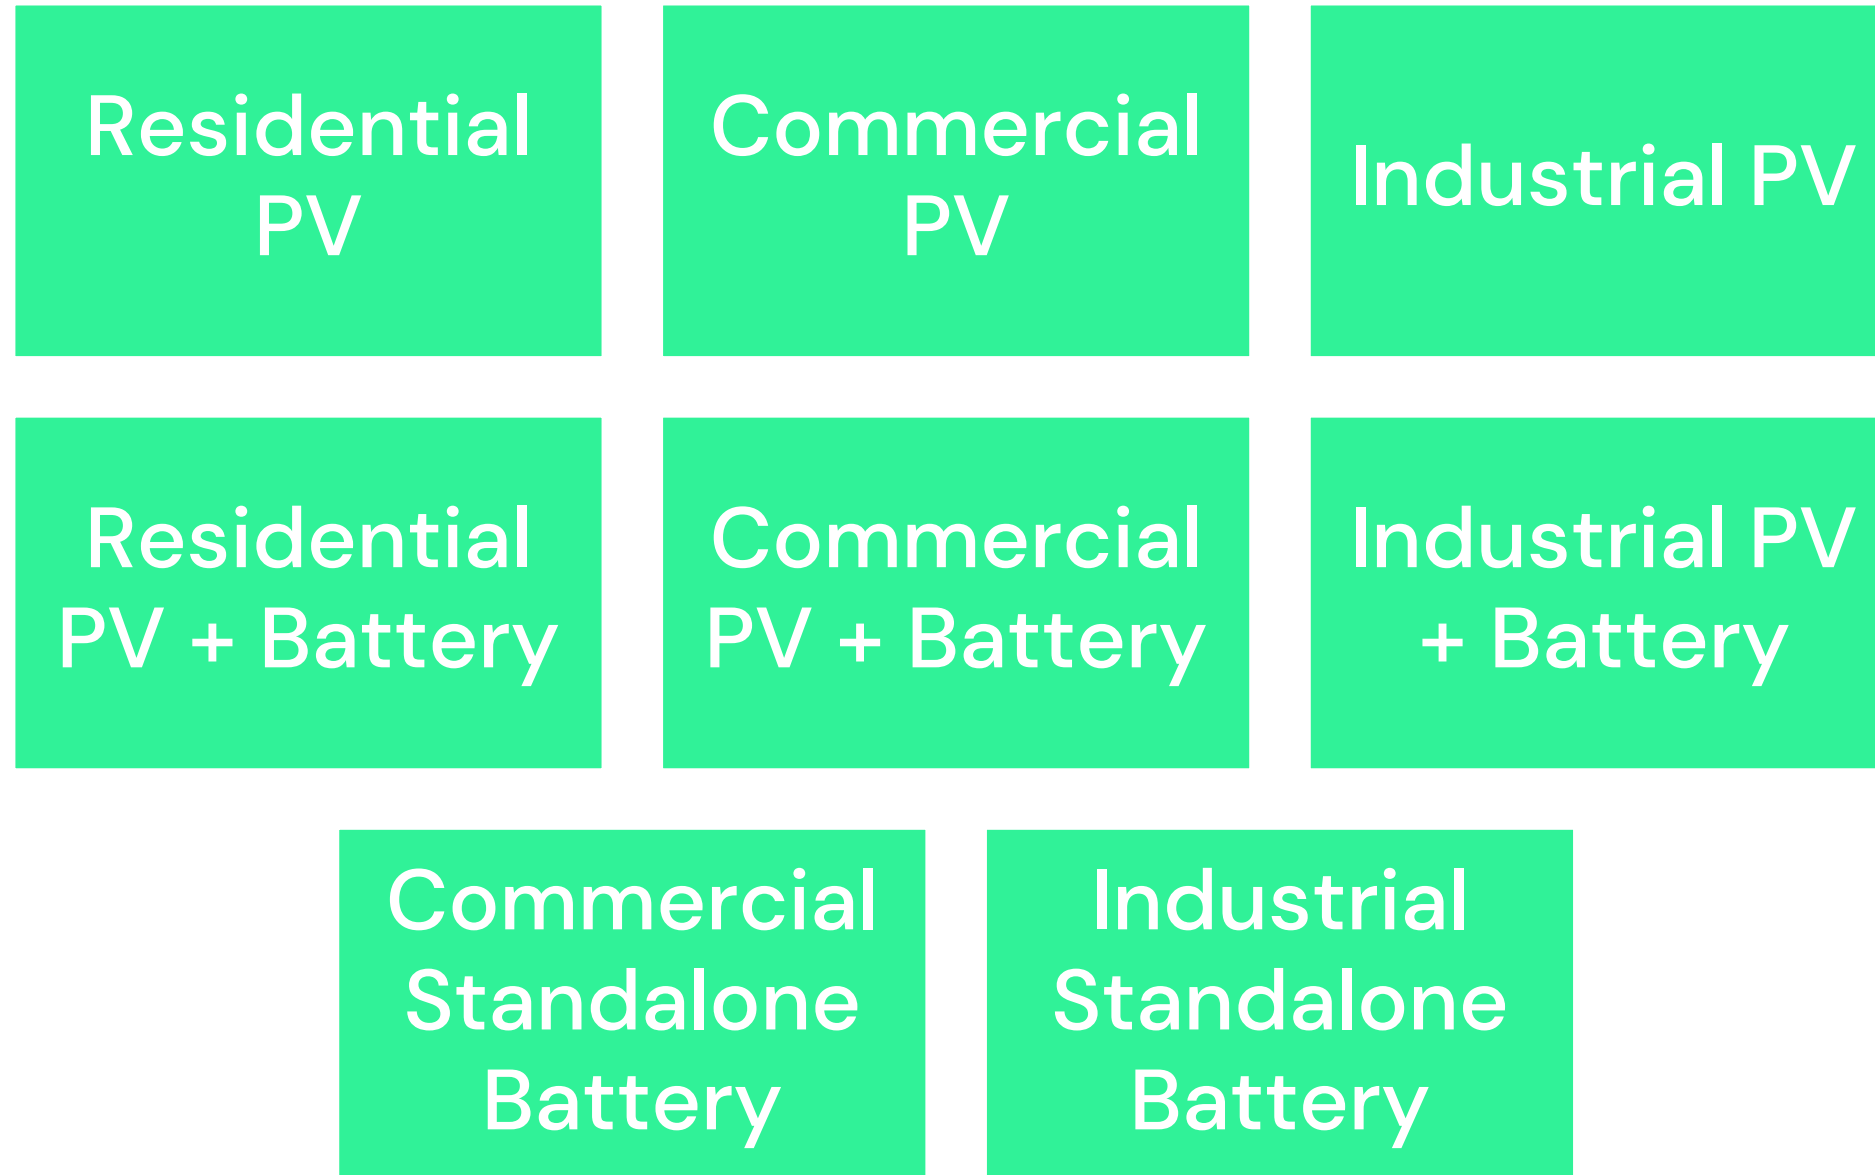 Residential
PV
Commercial
PV
Industrial PV
Residential
PV + Battery
Commercial
PV + Battery
Industrial PV
+ Battery
Commercial
Standalone
Battery
Industrial
Standalone
Battery